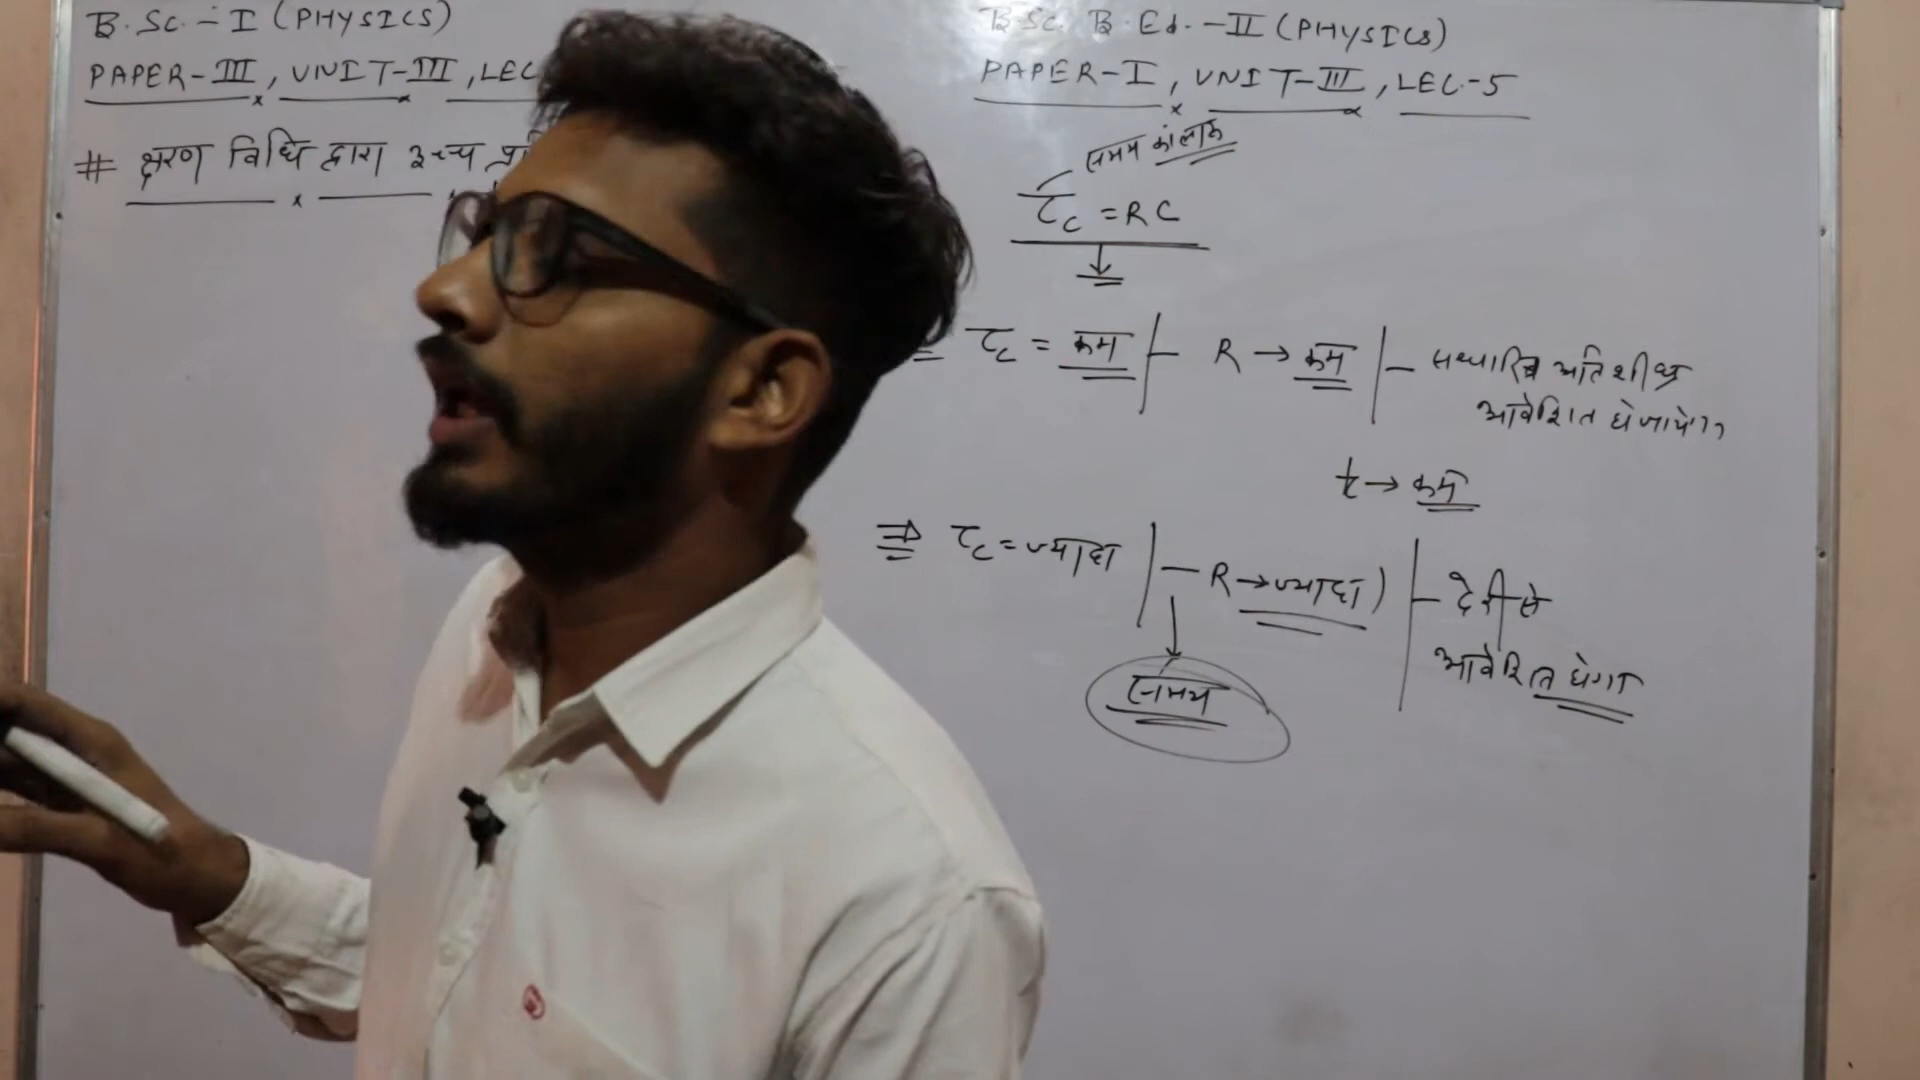 B.Sc.-I (PHYSICS)
PAPER-III, UNIT-III, LEC
# क्षरण विधि द्वारा उच्च
B.Sc. B.Ed.-II (PHYSICS)
PAPER-I, UNIT-III, LEC.-5
समय
τc = RC
τc = कम R → कम अतिशीघ्र
आवेशित
t → कम
⇒ τc = ज्यादा R → ज्यादा) देरी से
आवेशित होगा
समय